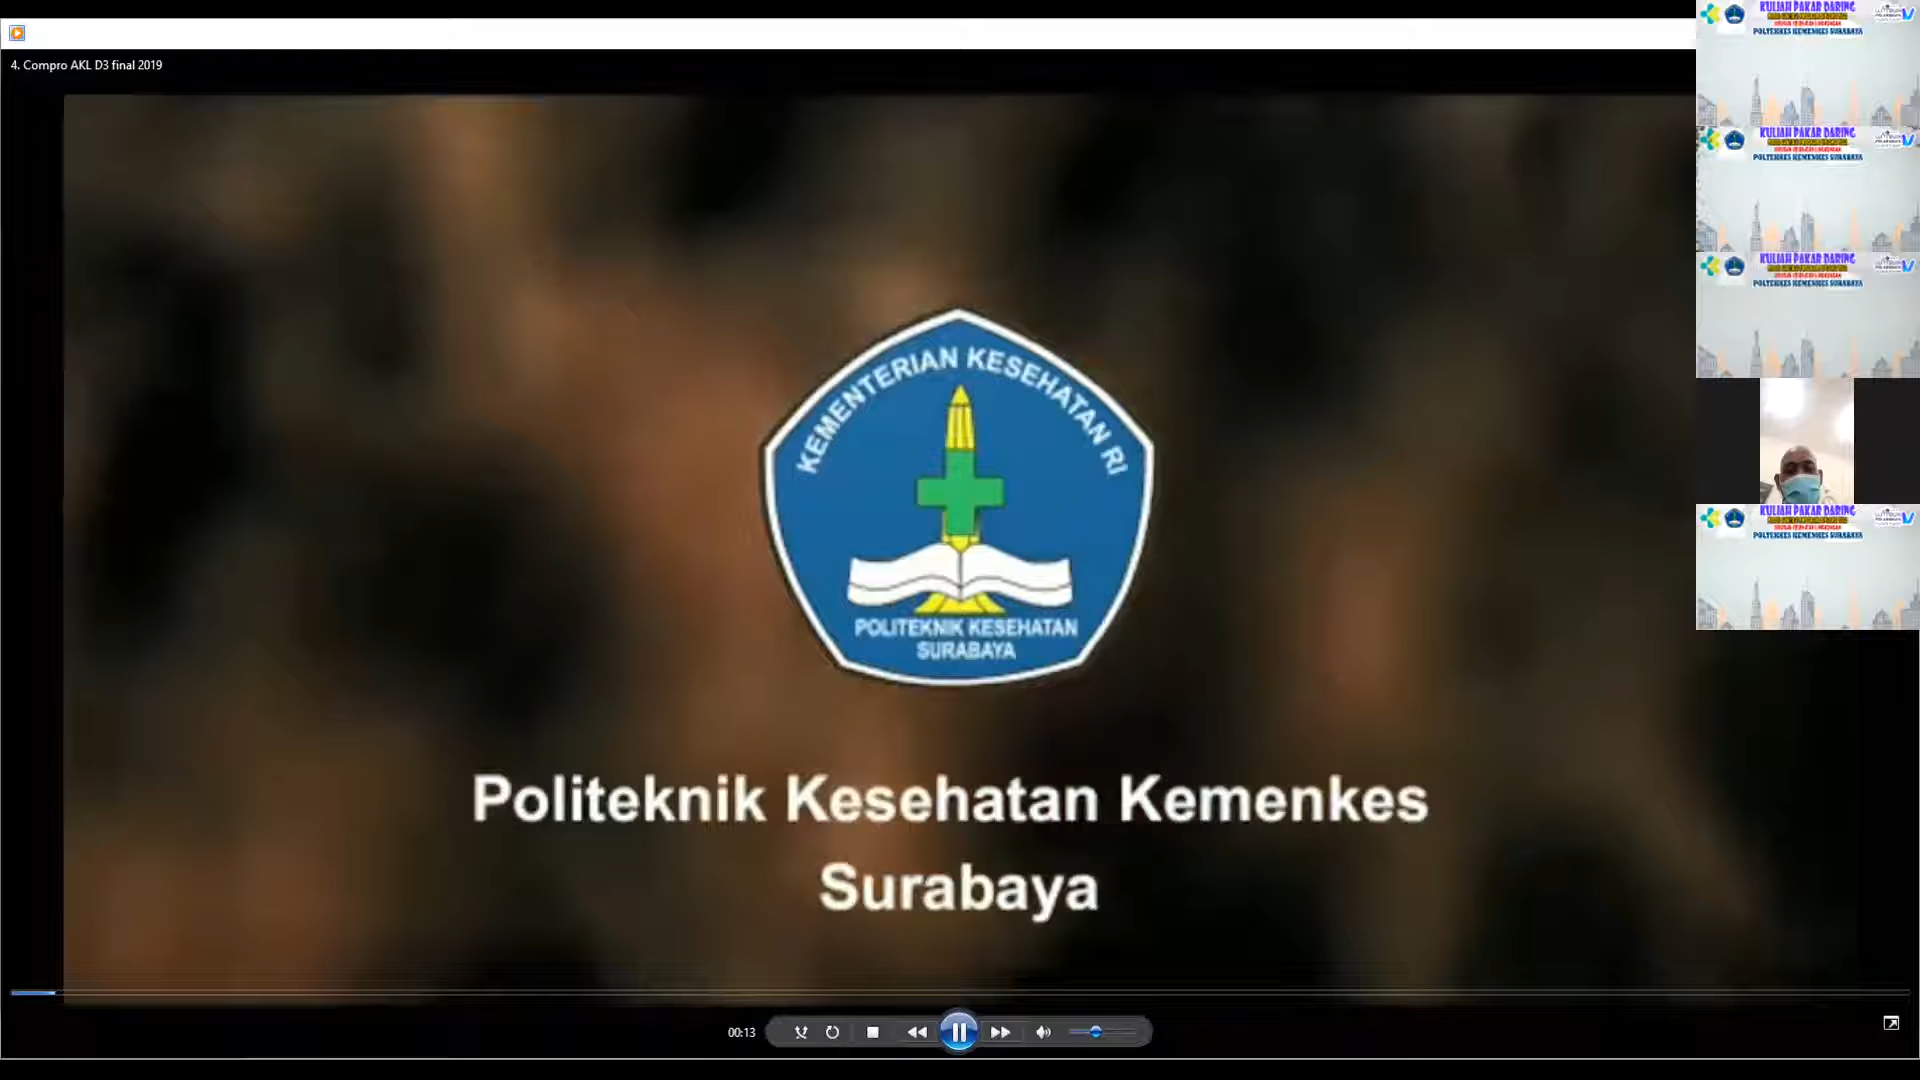 4. Compro AKL D3 final 2019
KEMENTERIAN KESEHATAN RI
POLITEKNIK KESEHATAN
SURABAYA
Politeknik Kesehatan Kemenkes
Surabaya
00:13
KULIAH PAKAR DARING
POLTEKKES KEMENKES SURABAYA
KULIAH PAKAR DARING
POLTEKKES KEMENKES SURABAYA
KULIAH PAKAR DARING
POLTEKKES KEMENKES SURABAYA
KULIAH PAKAR DARING
POLTEKKES KEMENKES SURABAYA